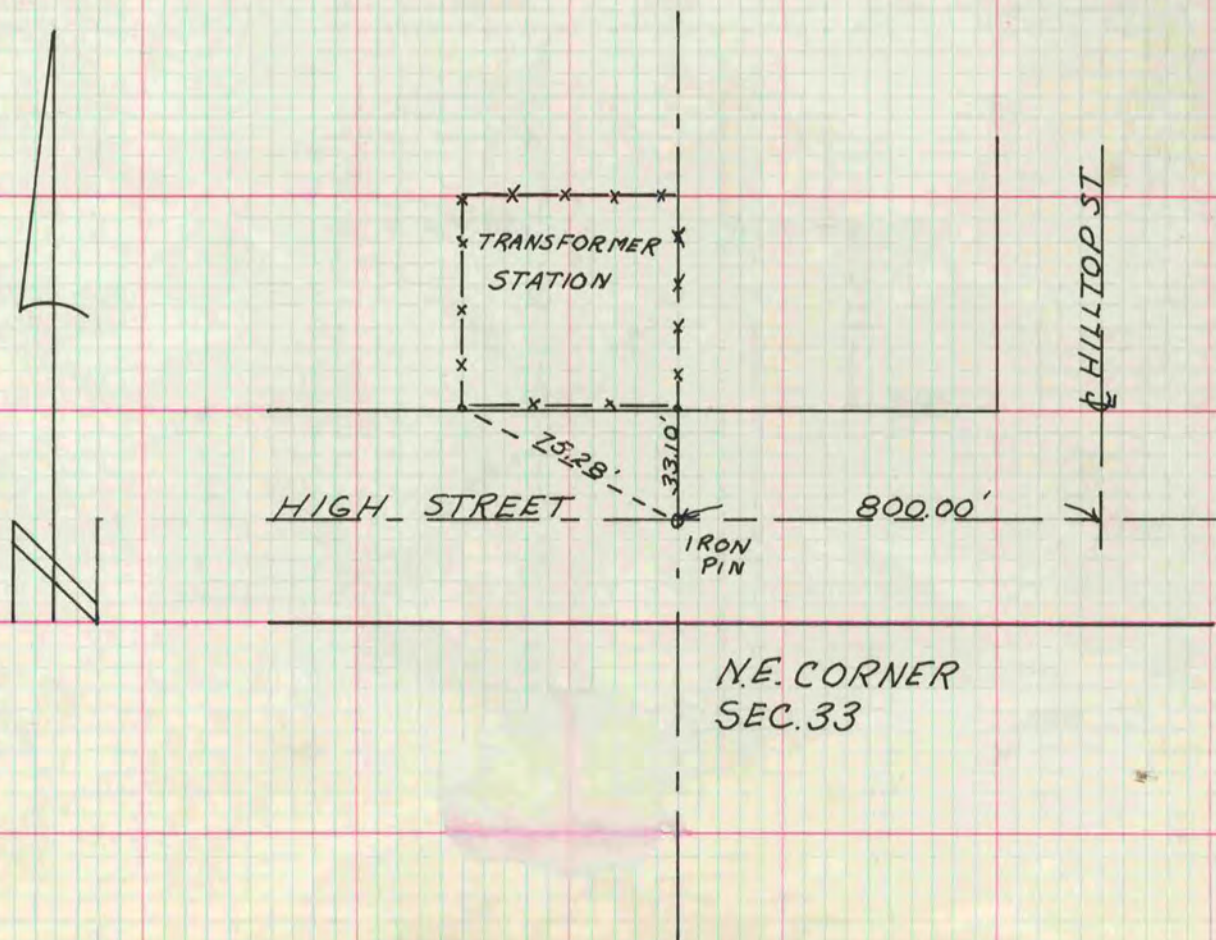 TRANSFORMER
STATION
℄ HILLTOP ST
75.28'
33.10'
HIGH STREET
800.00'
IRON
PIN
N.E. CORNER
SEC. 33
N